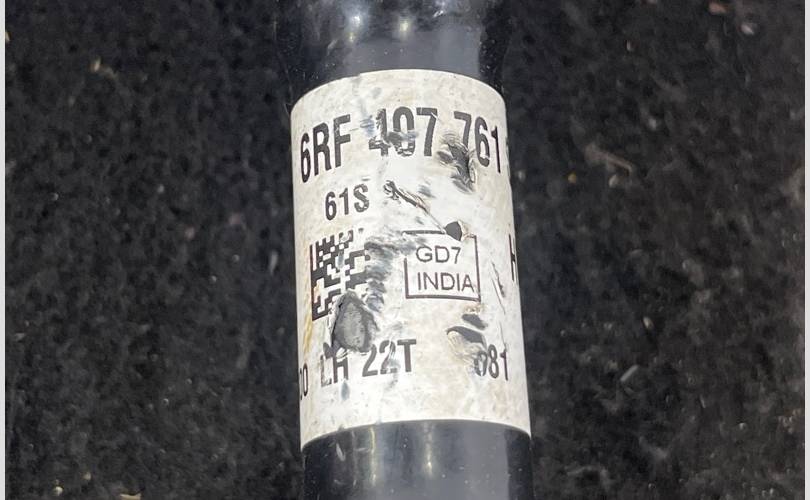 6RF 407 761
61S
GD7
INDIA
LH 22T 081